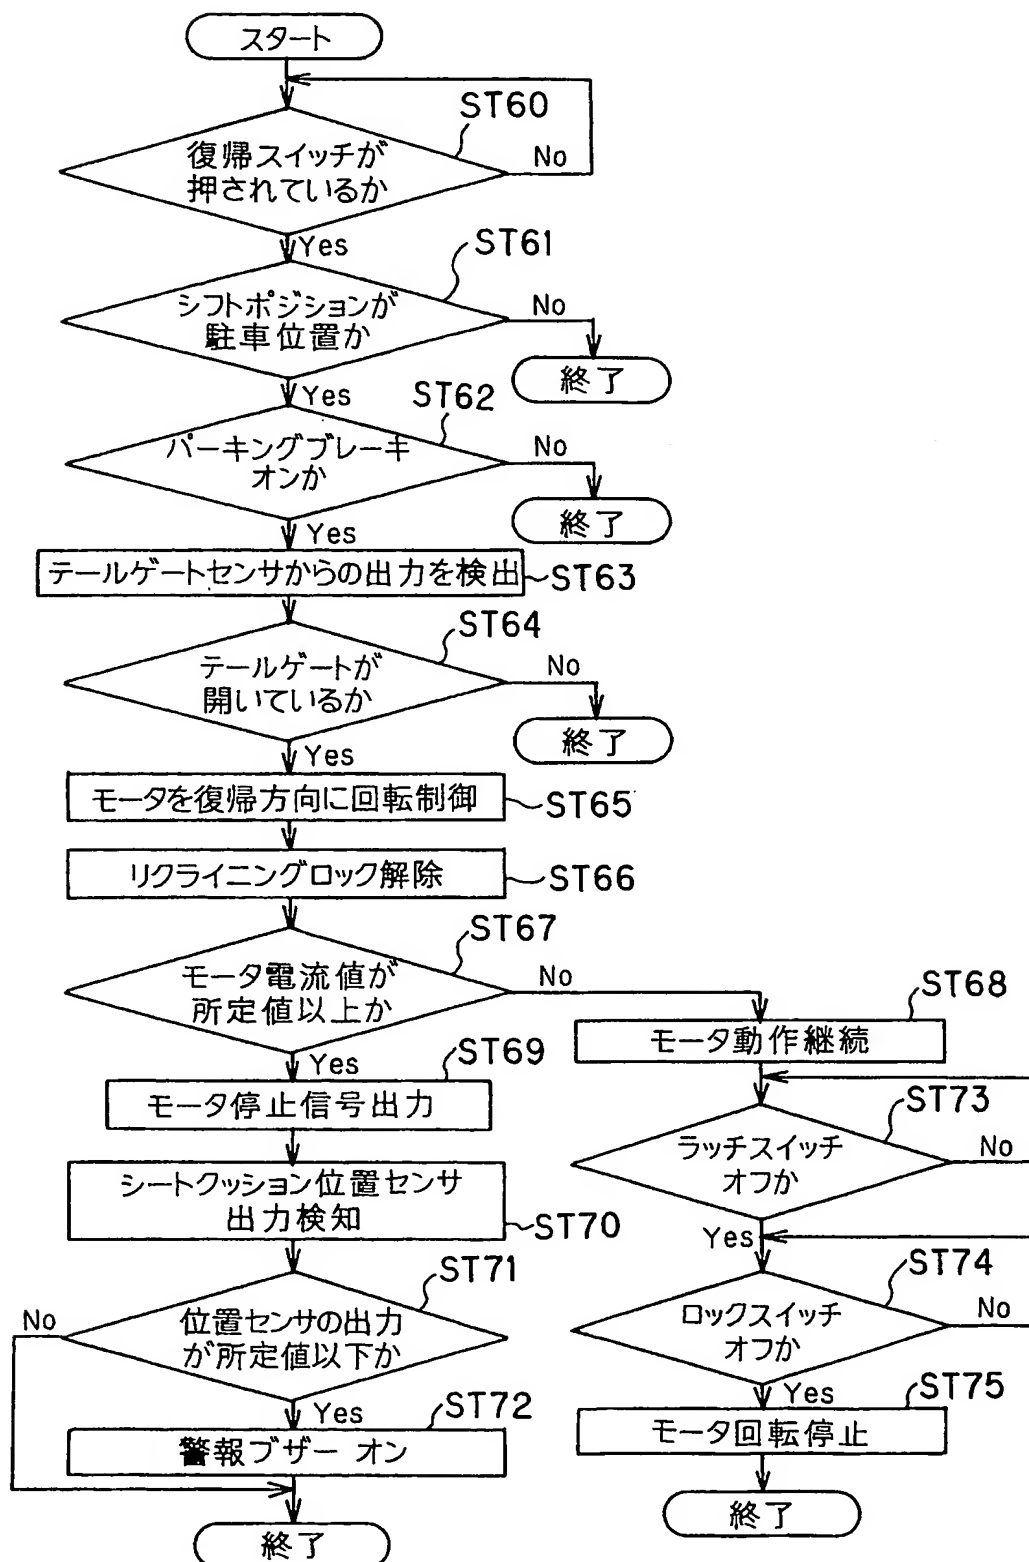 スタート
ST60
復帰スイッチが
押されているか
No
Yes
ST61
シフトポジションが
駐車位置か
No
終了
Yes
ST62
パーキングブレーキ
オンか
No
終了
Yes
テールゲートセンサからの出力を検出
ST63
ST64
テールゲートが
開いているか
No
終了
Yes
モータを復帰方向に回転制御
ST65
リクライニングロック解除
ST66
ST67
モータ電流値が
所定値以上か
No
ST68
モータ動作継続
Yes
ST69
モータ停止信号出力
ST73
ラッチスイッチ
オフか
No
シートクッション位置センサ
出力検知
ST70
Yes
ST71
位置センサの出力
が所定値以下か
No
ST74
ロックスイッチ
オフか
No
Yes
ST72
警報ブザー オン
Yes
ST75
モータ回転停止
終了
終了